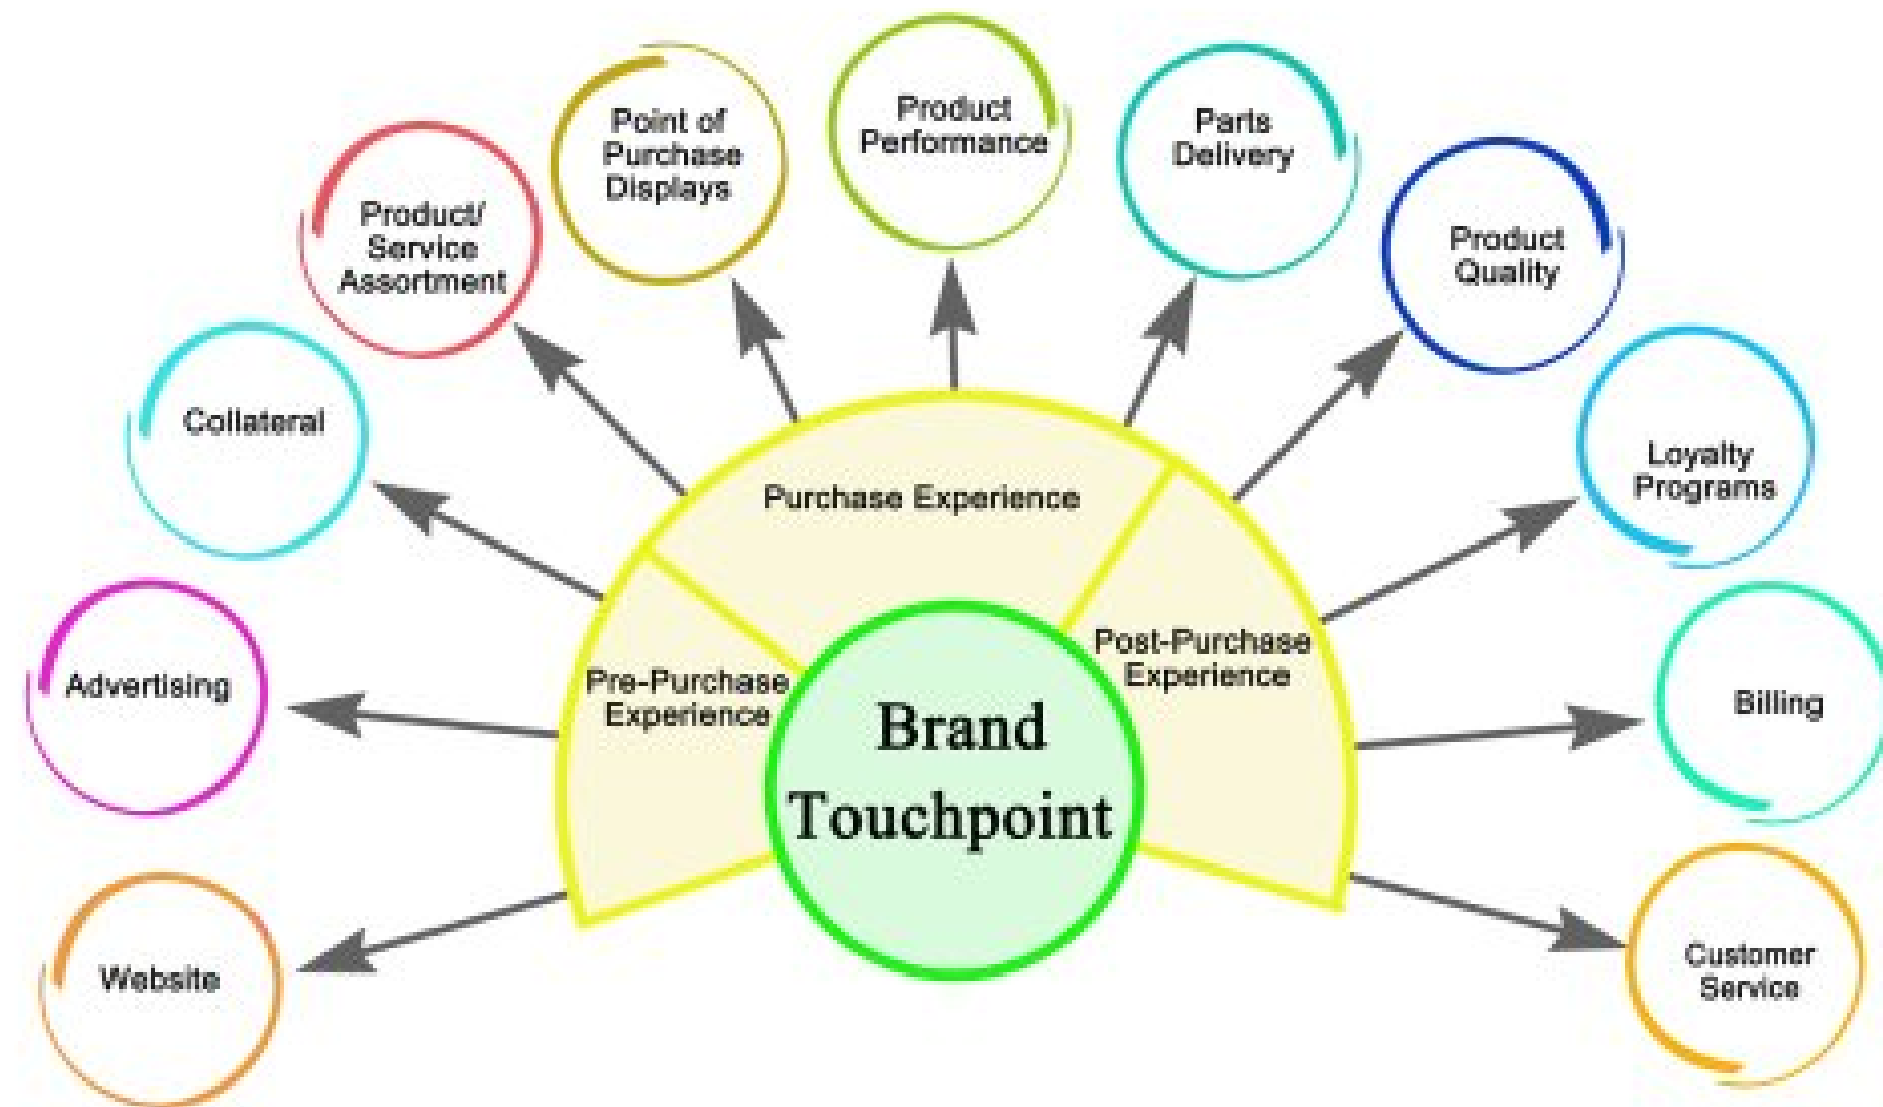 Point of
Purchase
Displays
Product
Performance
Parts
Delivery
Product/
Service
Assortment
Product
Quality
Collateral
Loyalty
Programs
Purchase Experience
Advertising
Pre-Purchase
Experience
Post-Purchase
Experience
Billing
Brand
Touchpoint
Website
Customer
Service